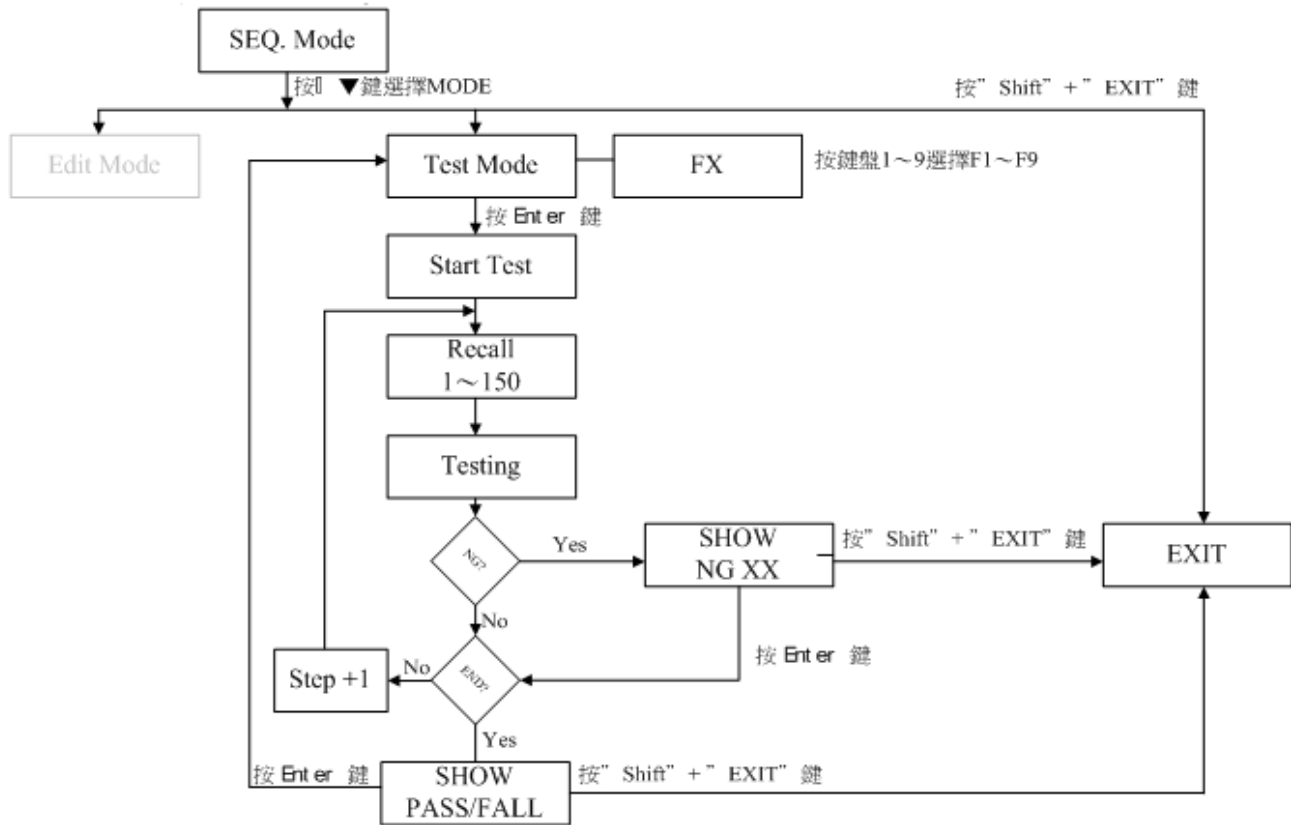 SEQ. Mode
按▯ ▼鍵選擇MODE
按” Shift” + ” EXIT” 鍵
Edit Mode
Test Mode
FX
按鍵盤1～9選擇F1～F9
按 Enter 鍵
Start Test
Recall
1～150
Testing
NG?
Yes
SHOW
NG XX
按” Shift” + ” EXIT” 鍵
EXIT
No
按 Enter 鍵
Step +1
No
END?
Yes
按 Enter 鍵
SHOW
PASS/FALL
按” Shift” + ” EXIT” 鍵